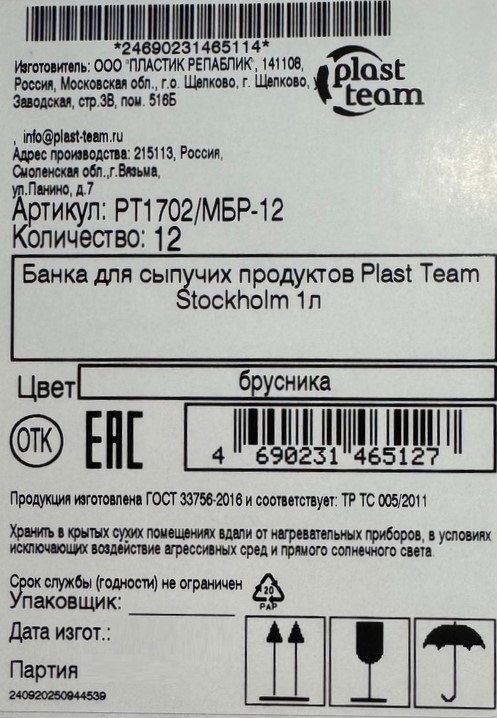 *24690231465114*
Изготовитель: ООО "ПЛАСТИК РЕПАБЛИК", 141108,
Россия, Московская обл., г.о. Щелково, г. Щелково,
Заводская, стр.3В, пом. 516Б
plast
team
, info@plast-team.ru
Адрес производства: 215113, Россия,
Смоленская обл.,г.Вязьма,
ул.Панино, д.7
Артикул: PT1702/МБР-12
Количество: 12
Банка для сыпучих продуктов Plast Team
Stockholm 1л
Цвет брусника
ОТК EAC
4 690231 465127
Продукция изготовлена ГОСТ 33756-2016 и соответствует: ТР ТС 005/2011
Хранить в крытых сухих помещениях вдали от нагревательных приборов, в условиях
исключающих воздействие агрессивных сред и прямого солнечного света
Срок службы (годности) не ограничен
20
PAP
Упаковщик:
Дата изгот.:
Партия
240920250944539